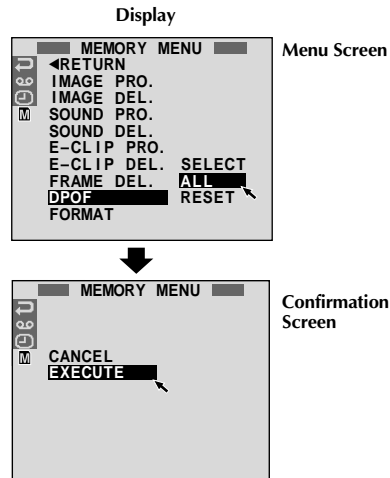 Display
MEMORY MENU
Menu Screen
◄RETURN
IMAGE PRO.
IMAGE DEL.
M SOUND PRO.
SOUND DEL.
E–CLIP PRO.
E–CLIP DEL. SELECT
FRAME DEL. ALL
DPOF RESET
FORMAT
MEMORY MENU
Confirmation
Screen
M CANCEL
EXECUTE